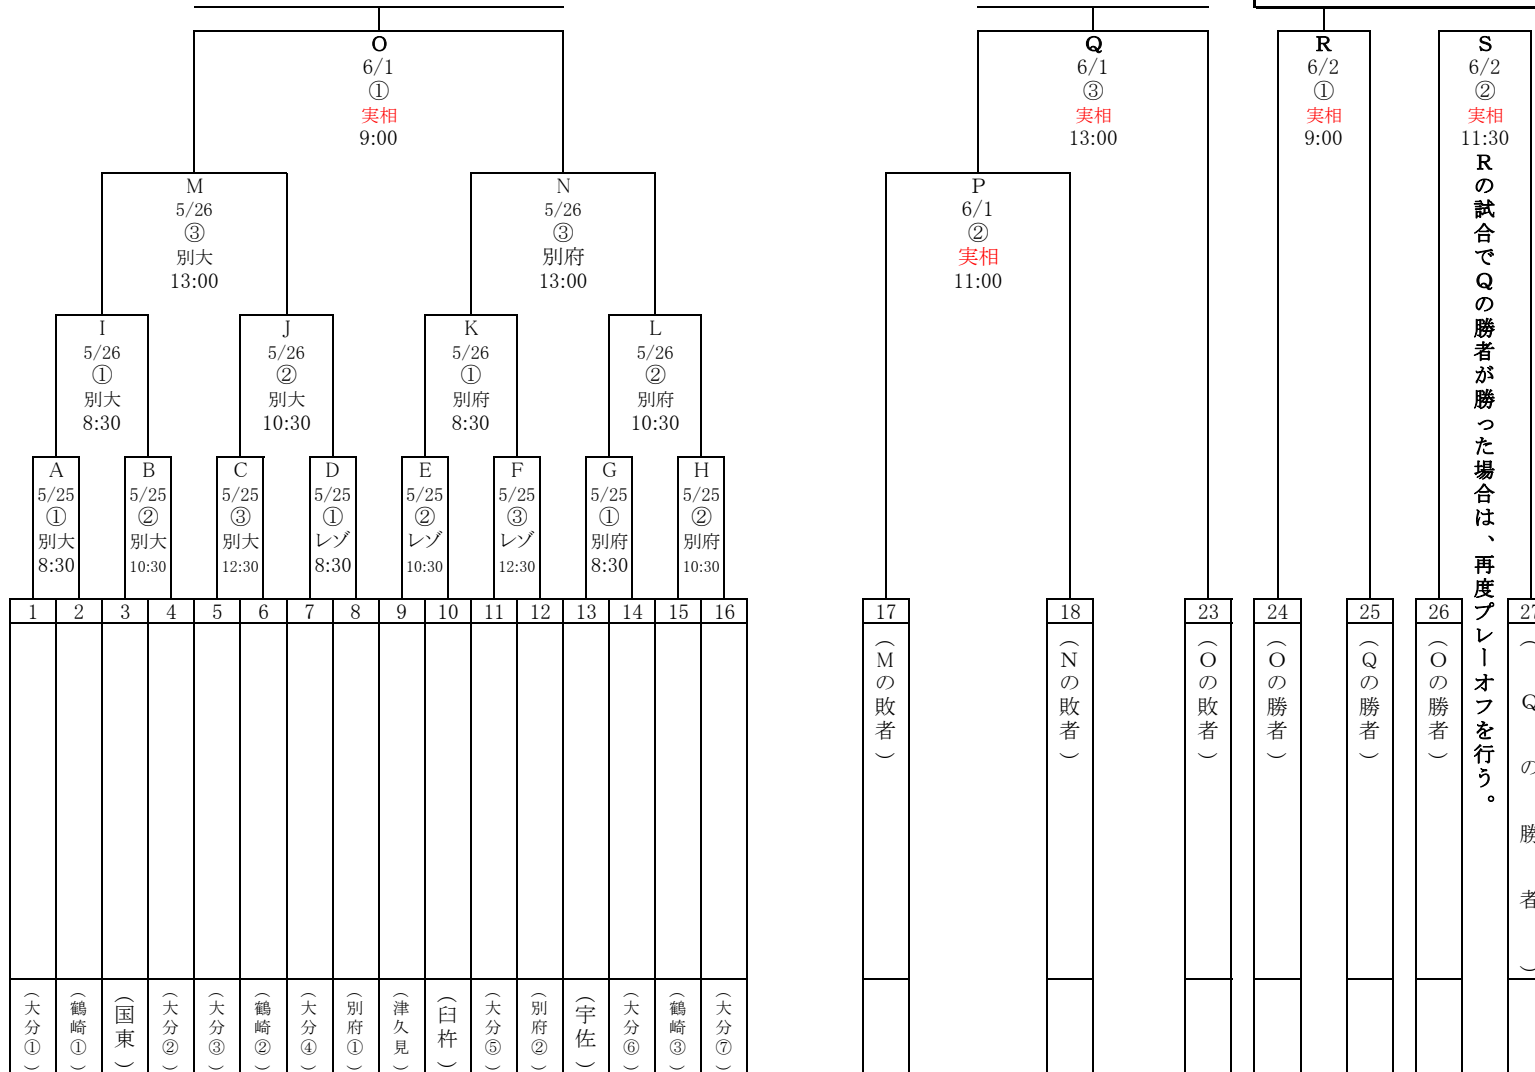 O
6/1
①
実相
9:00
Q
6/1
③
実相
13:00
R
6/2
①
実相
9:00
S
6/2
②
実相
11:30
Rの試合でQの勝者が勝った場合は、再度プレーオフを行う。
M
5/26
③
別大
13:00
N
5/26
③
別府
13:00
P
6/1
②
実相
11:00
I
5/26
①
別大
8:30
J
5/26
②
別大
10:30
K
5/26
①
別府
8:30
L
5/26
②
別府
10:30
A
5/25
①
別大
8:30
B
5/25
②
別大
10:30
C
5/25
③
別大
12:30
D
5/25
①
レゾ
8:30
E
5/25
②
レゾ
10:30
F
5/25
③
レゾ
12:30
G
5/25
①
別府
8:30
H
5/25
②
別府
10:30
1 2 3 4 5 6 7 8 9 10 11 12 13 14 15 16
17 18 23 24 25 26 27
（Mの敗者）
（Nの敗者）
（Oの敗者）
（Oの勝者）
（Qの勝者）
（Oの勝者）
（Qの勝者）
（大分①）
（鶴崎①）
（国東）
（大分②）
（大分③）
（鶴崎②）
（大分④）
（別府①）
（津久見）
（臼杵）
（大分⑤）
（別府②）
（宇佐）
（大分⑥）
（鶴崎③）
（大分⑦）